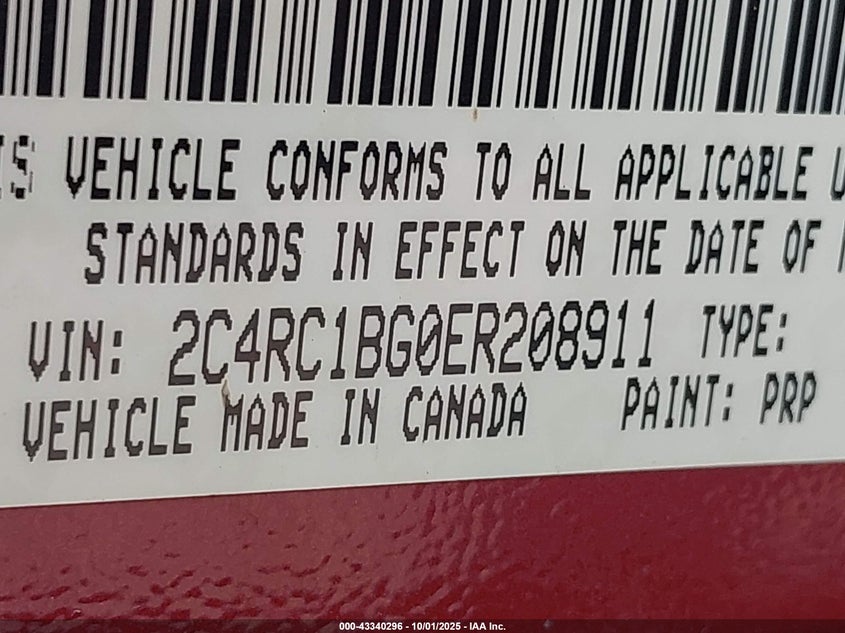 IS VEHICLE CONFORMS TO ALL APPLICABLE U
STANDARDS IN EFFECT ON THE DATE OF
VIN: 2C4RC1BG0ER208911 TYPE:
VEHICLE MADE IN CANADA PAINT: PRP
000-43340296 - 10/01/2025 - IAA Inc.